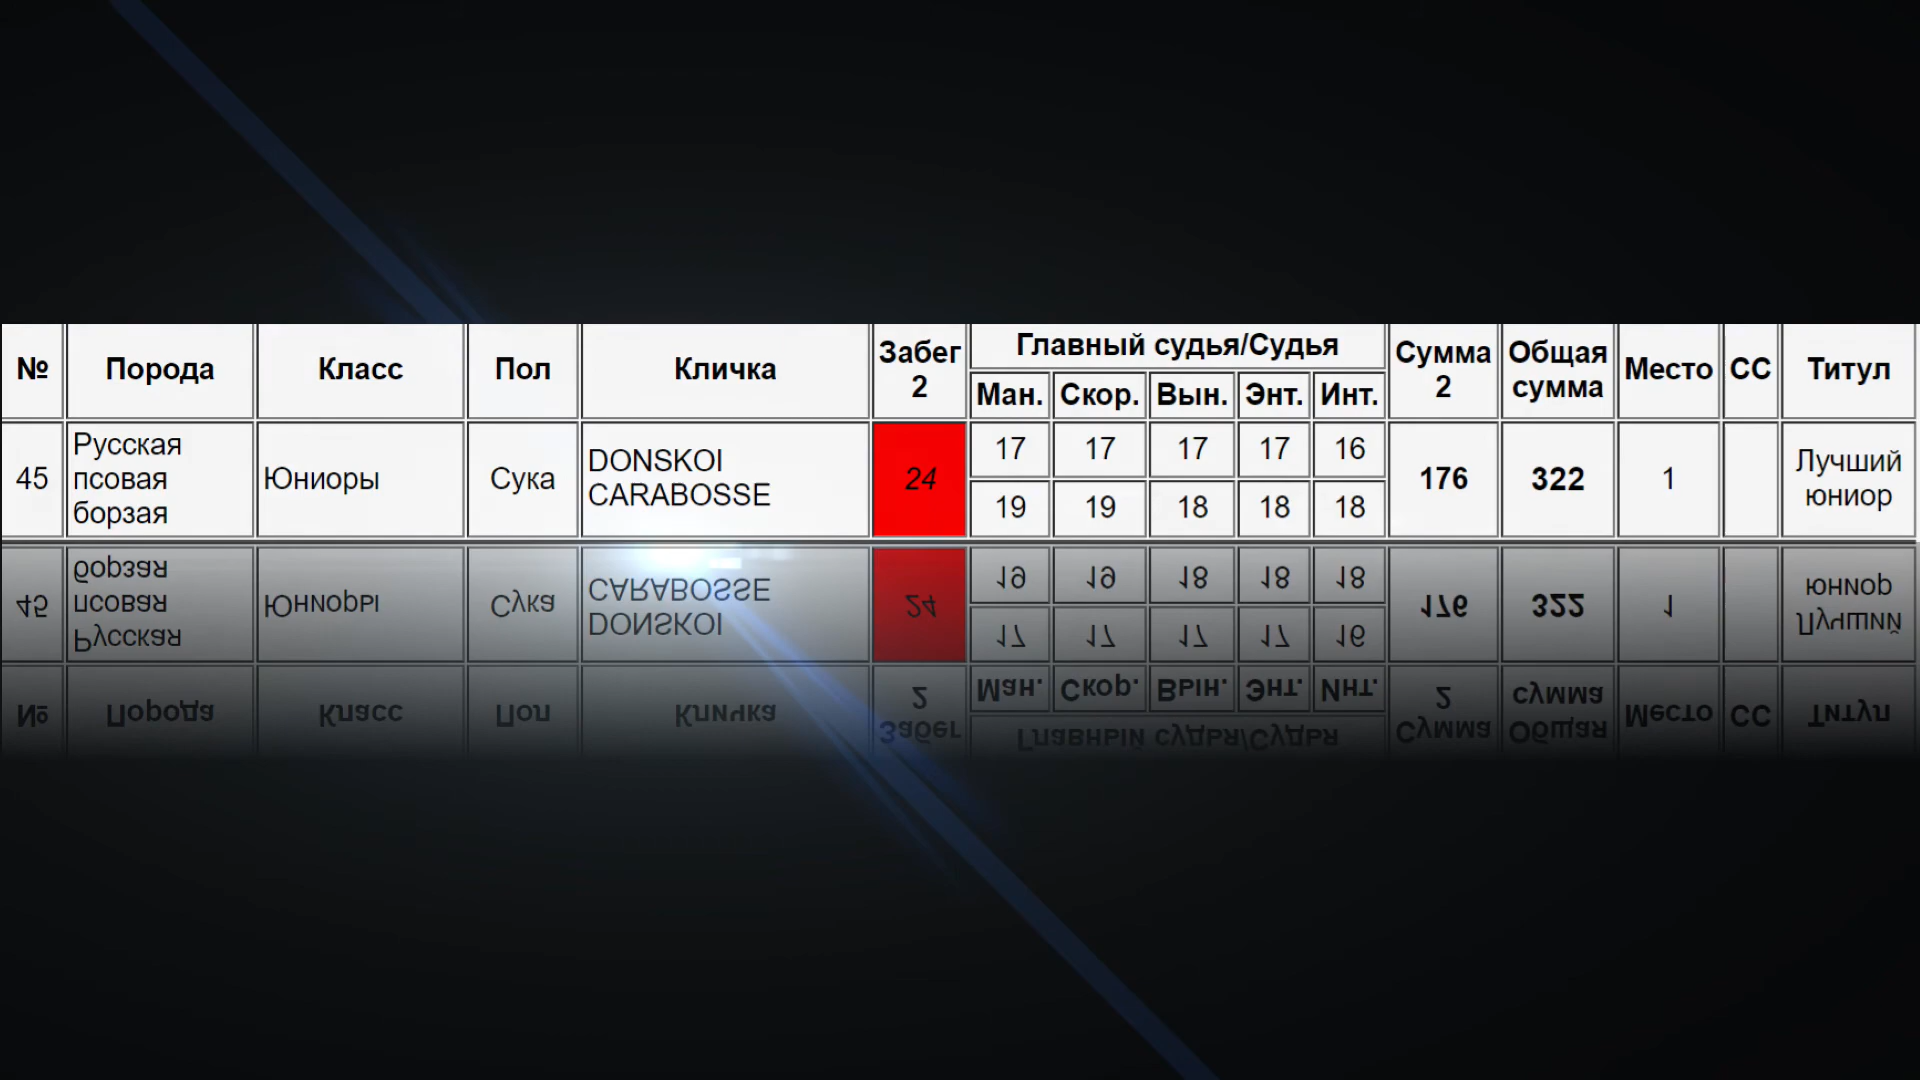 № Порода Класс Пол Кличка Забег 2 Главный судья/Судья Сумма 2 Общая сумма Место СС Титул
Ман. Скор. Вын. Энт. Инт.
45 Русская псовая борзая Юниоры Сука DONSKOI CARABOSSE 24 17 17 17 17 16 176 322 1 Лучший юниор
19 19 18 18 18